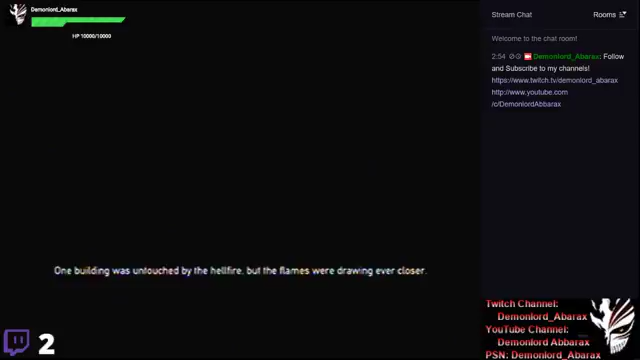 Demonlord_Abarax
HP 10000/10000
Stream Chat
Rooms
Welcome to the chat room!
2:54 Demonlord_Abarax: Follow
and Subscribe to my channels!
https://www.twitch.tv/demonlord_abarax
http://www.youtube.com
/c/DemonlordAbbarax
One building was untouched by the hellfire, but the flames were drawing ever closer.
Twitch Channel:
Demonlord_Abarax
YouTube Channel:
Demonlord Abbarax
PSN: Demonlord_Abarax
2